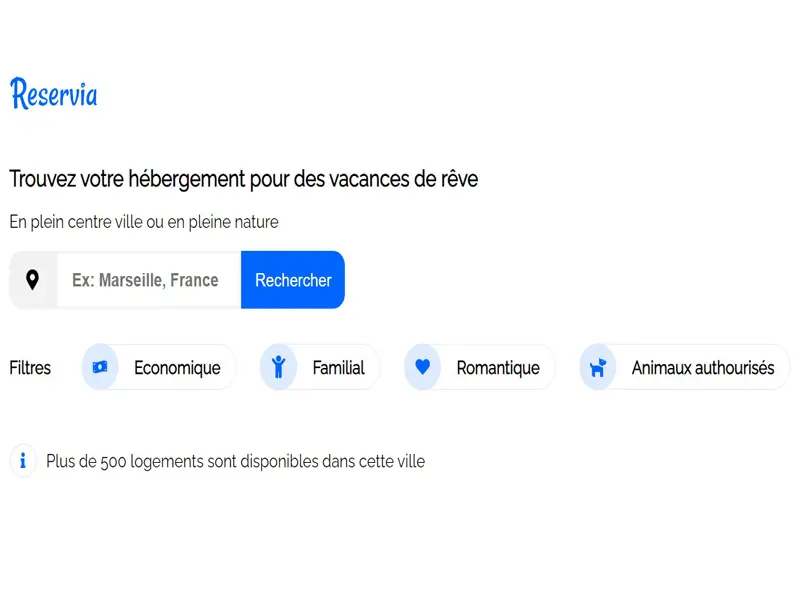 Reservia
Trouvez votre hébergement pour des vacances de rêve
En plein centre ville ou en pleine nature
Ex: Marseille, France Rechercher
Filtres Economique Familial Romantique Animaux authourisés
Plus de 500 logements sont disponibles dans cette ville